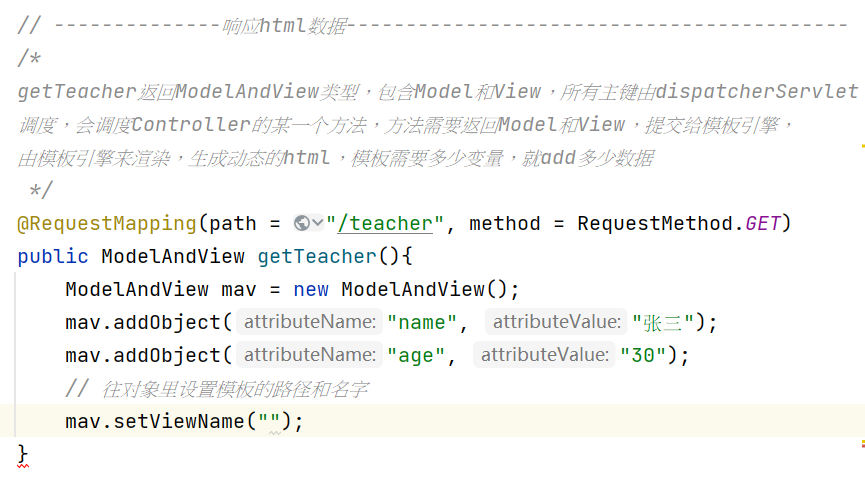 // --------------响应html数据------------------------------------------
/*
getTeacher返回ModelAndView类型，包含Model和View，所有主键由dispatcherServlet
调度，会调度Controller的某一个方法，方法需要返回Model和View，提交给模板引擎，
由模板引擎来渲染，生成动态的html，模板需要多少变量，就add多少数据
*/
@RequestMapping(path = "/teacher", method = RequestMethod.GET)
public ModelAndView getTeacher(){
ModelAndView mav = new ModelAndView();
mav.addObject( attributeName: "name", attributeValue: "张三");
mav.addObject( attributeName: "age", attributeValue: "30");
// 往对象里设置模板的路径和名字
mav.setViewName("");
}